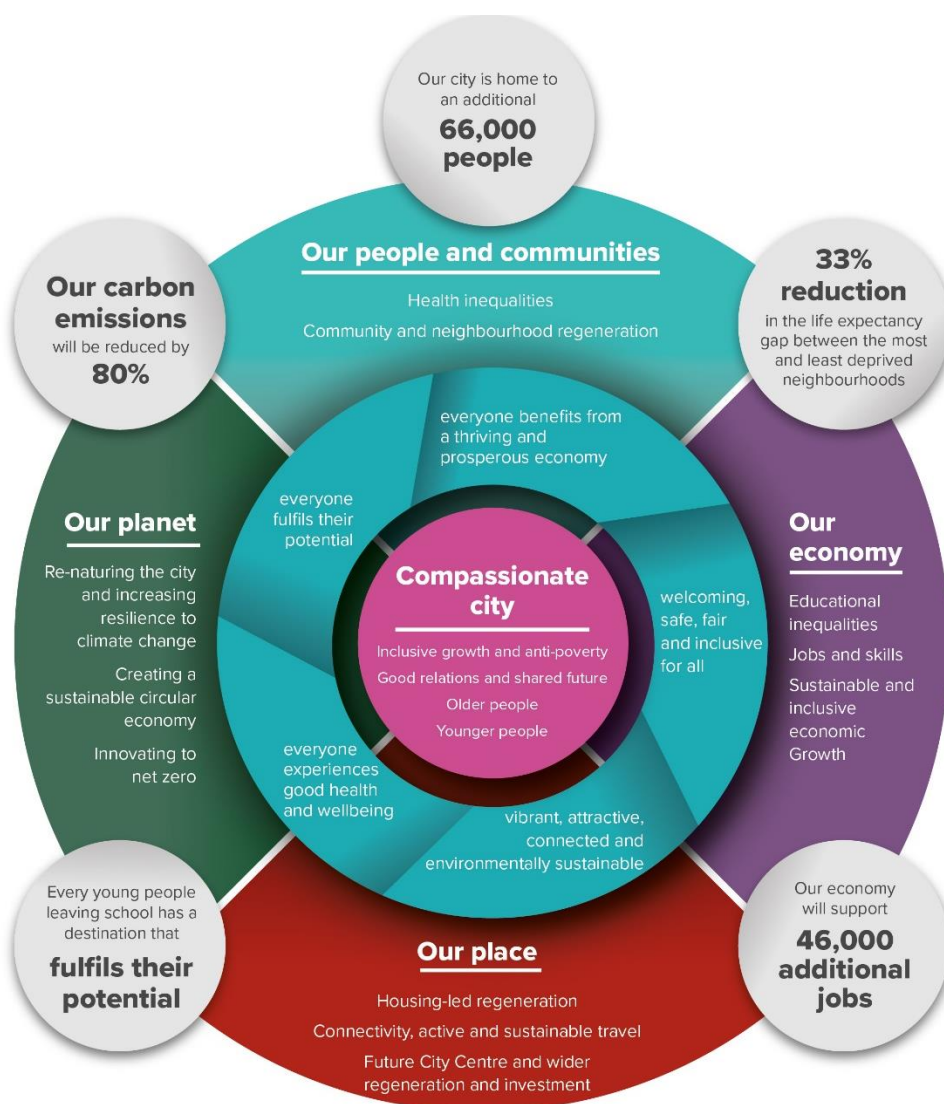 Our city is home to
an additional
66,000
people
Our people and communities
Health inequalities
Community and neighbourhood regeneration
Our carbon
emissions
will be reduced by
80%
33%
reduction
in the life expectancy
gap between the most
and least deprived
neighbourhoods
everyone benefits from
a thriving and
prosperous economy
everyone
fulfils their
potential
Our planet
Re-naturing the city
and increasing
resilience to
climate change
Creating a
sustainable circular
economy
Innovating to
net zero
Compassionate
city
Inclusive growth and anti-poverty
Good relations and shared future
Older people
Younger people
welcoming,
safe, fair
and inclusive
for all
Our
economy
Educational
inequalities
Jobs and skills
Sustainable and
inclusive
economic
Growth
everyone
experiences
good health
and wellbeing
vibrant, attractive,
connected and
environmentally sustainable
Every young people
leaving school has a
destination that
fulfils their
potential
Our place
Housing-led regeneration
Connectivity, active and sustainable travel
Future City Centre and wider
regeneration and investment
Our economy
will support
46,000
additional
jobs